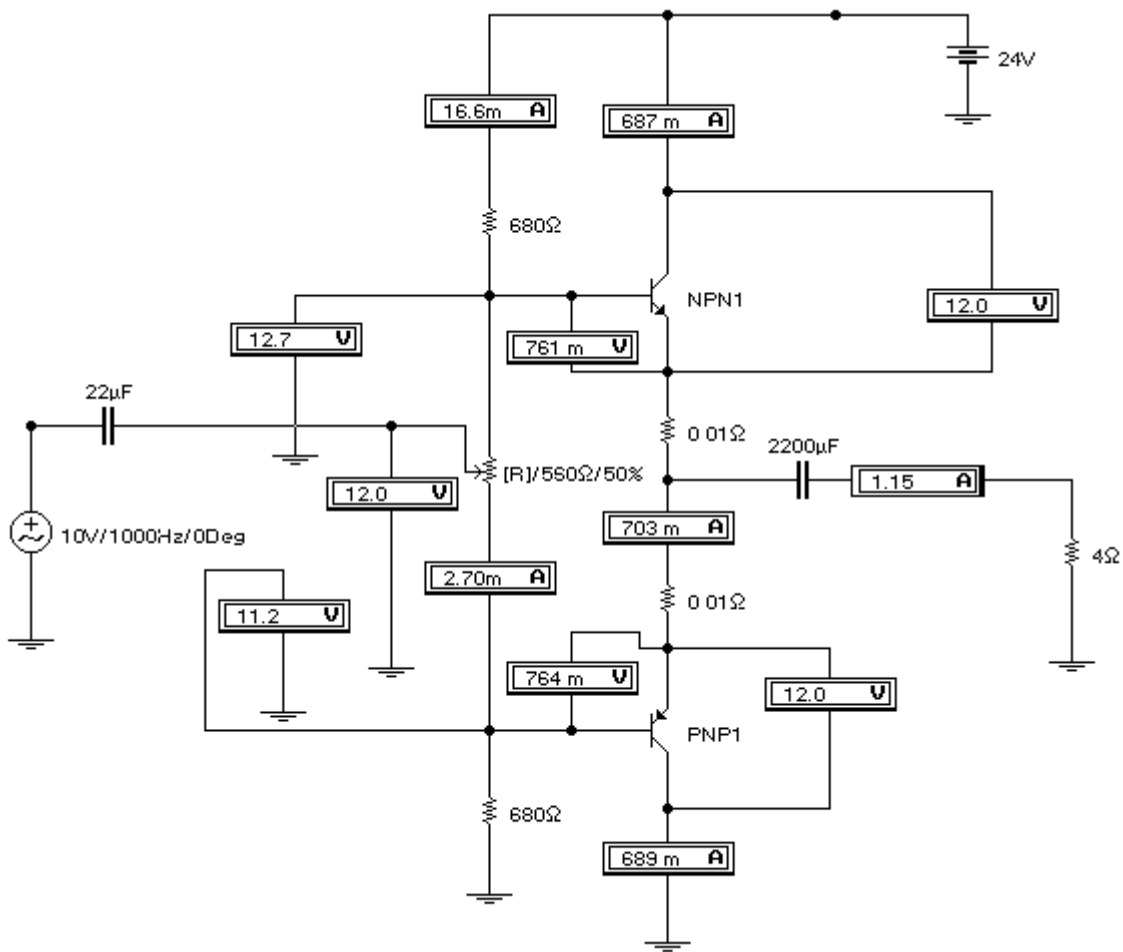 24V
16.6m A
687 m A
680Ω
NPN1
12.0 V
12.7 V
761 m V
22µF
0.01Ω
2200µF
[R]/560Ω/50%
1.15 A
12.0 V
703 m A
10V/1000Hz/0Deg
4Ω
2.70m A
0.01Ω
11.2 V
764 m V
12.0 V
PNP1
680Ω
689 m A